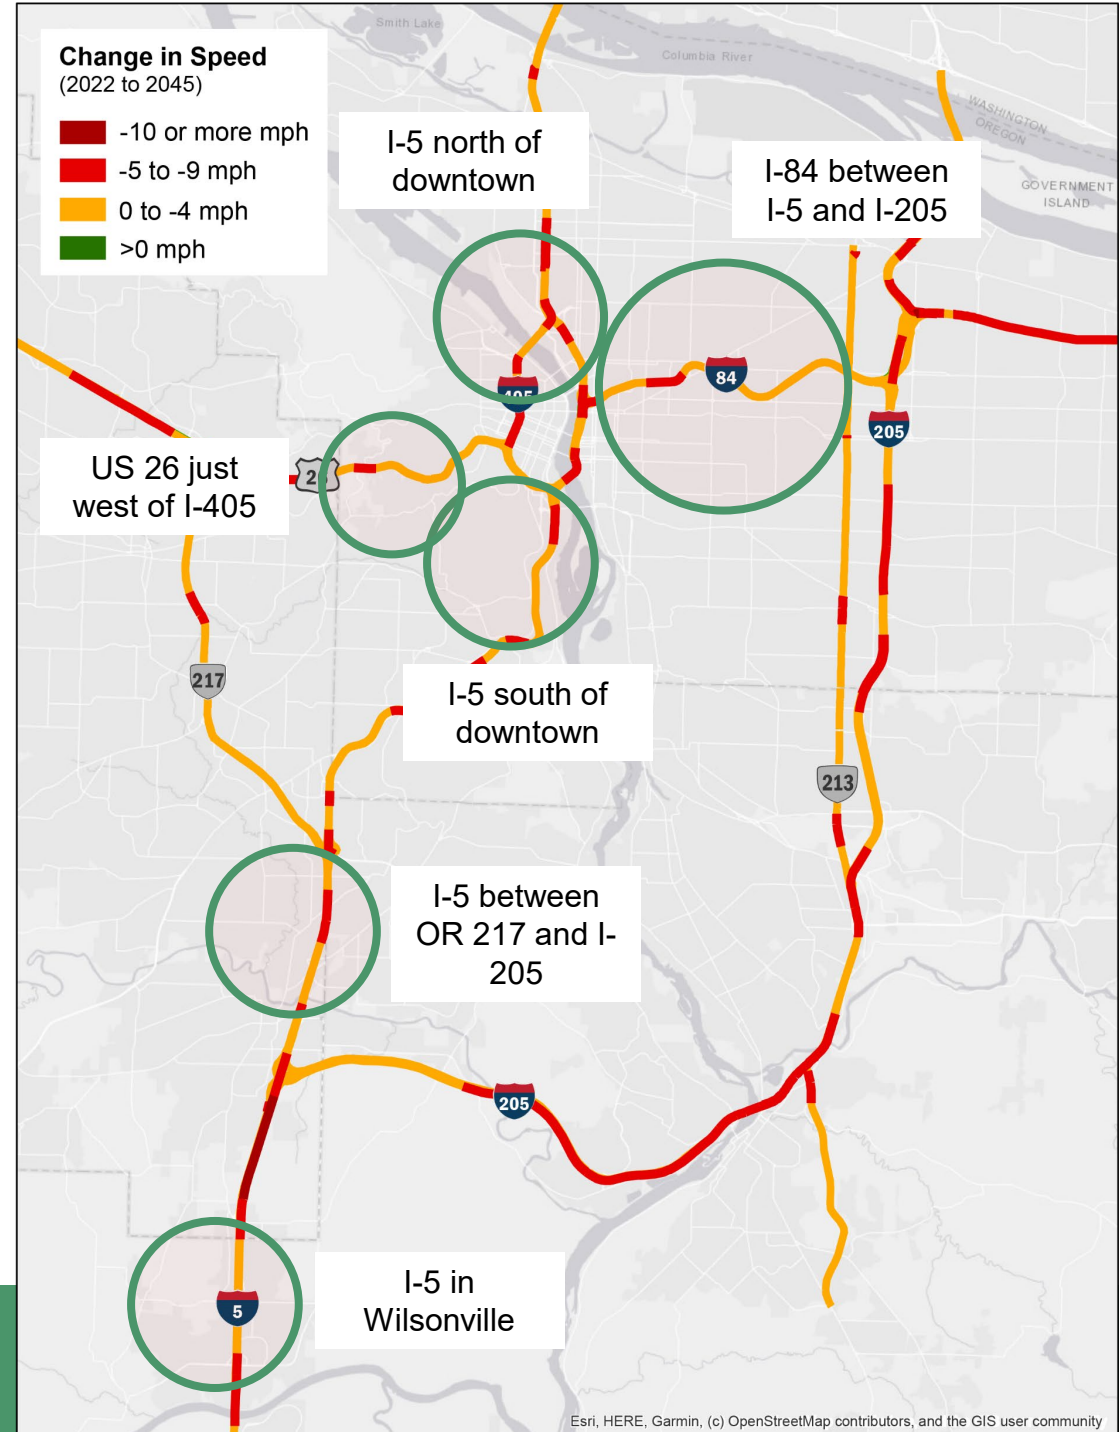 Smith Lake
Columbia River
Change in Speed
(2022 to 2045)
-10 or more mph
-5 to -9 mph
0 to -4 mph
>0 mph
WASHINGTON
OREGON
GOVERNMENT
ISLAND
I-5 north of
downtown
I-84 between
I-5 and I-205
84
405
205
US 26 just
west of I-405
26
217
I-5 south of
downtown
213
I-5 between
OR 217 and I-
205
205
5
I-5 in
Wilsonville
Esri, HERE, Garmin, (c) OpenStreetMap contributors, and the GIS user community